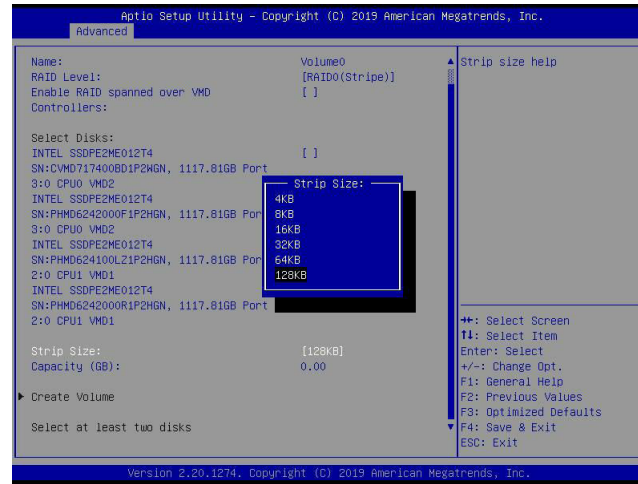 Aptio Setup Utility – Copyright (C) 2019 American Megatrends, Inc.
Advanced
Name: Volume0
RAID Level: [RAID0(Stripe)]
Enable RAID spanned over VMD [ ]
Controllers:
Select Disks:
INTEL SSDPE2ME012T4 [ ]
SN:CVMD717400BD1P2WGN, 1117.81GB Port
3:0 CPU0 VMD2
INTEL SSDPE2ME012T4
SN:PHMD6242000F1P2HGN, 1117.81GB Por
3:0 CPU0 VMD2
INTEL SSDPE2ME012T4
SN:PHMD624100LZ1P2HGN, 1117.81GB Por
2:0 CPU1 VMD1
INTEL SSDPE2ME012T4
SN:PHMD6242000R1P2HGN, 1117.81GB Port
2:0 CPU1 VMD1
Strip Size: [128KB]
Capacity (GB): 0.00
Create Volume
Select at least two disks
Strip Size:
4KB
8KB
16KB
32KB
64KB
128KB
Strip size help
→←: Select Screen
↑↓: Select Item
Enter: Select
+/-: Change Opt.
F1: General Help
F2: Previous Values
F3: Optimized Defaults
F4: Save & Exit
ESC: Exit
Version 2.20.1274. Copyright (C) 2019 American Megatrends, Inc.